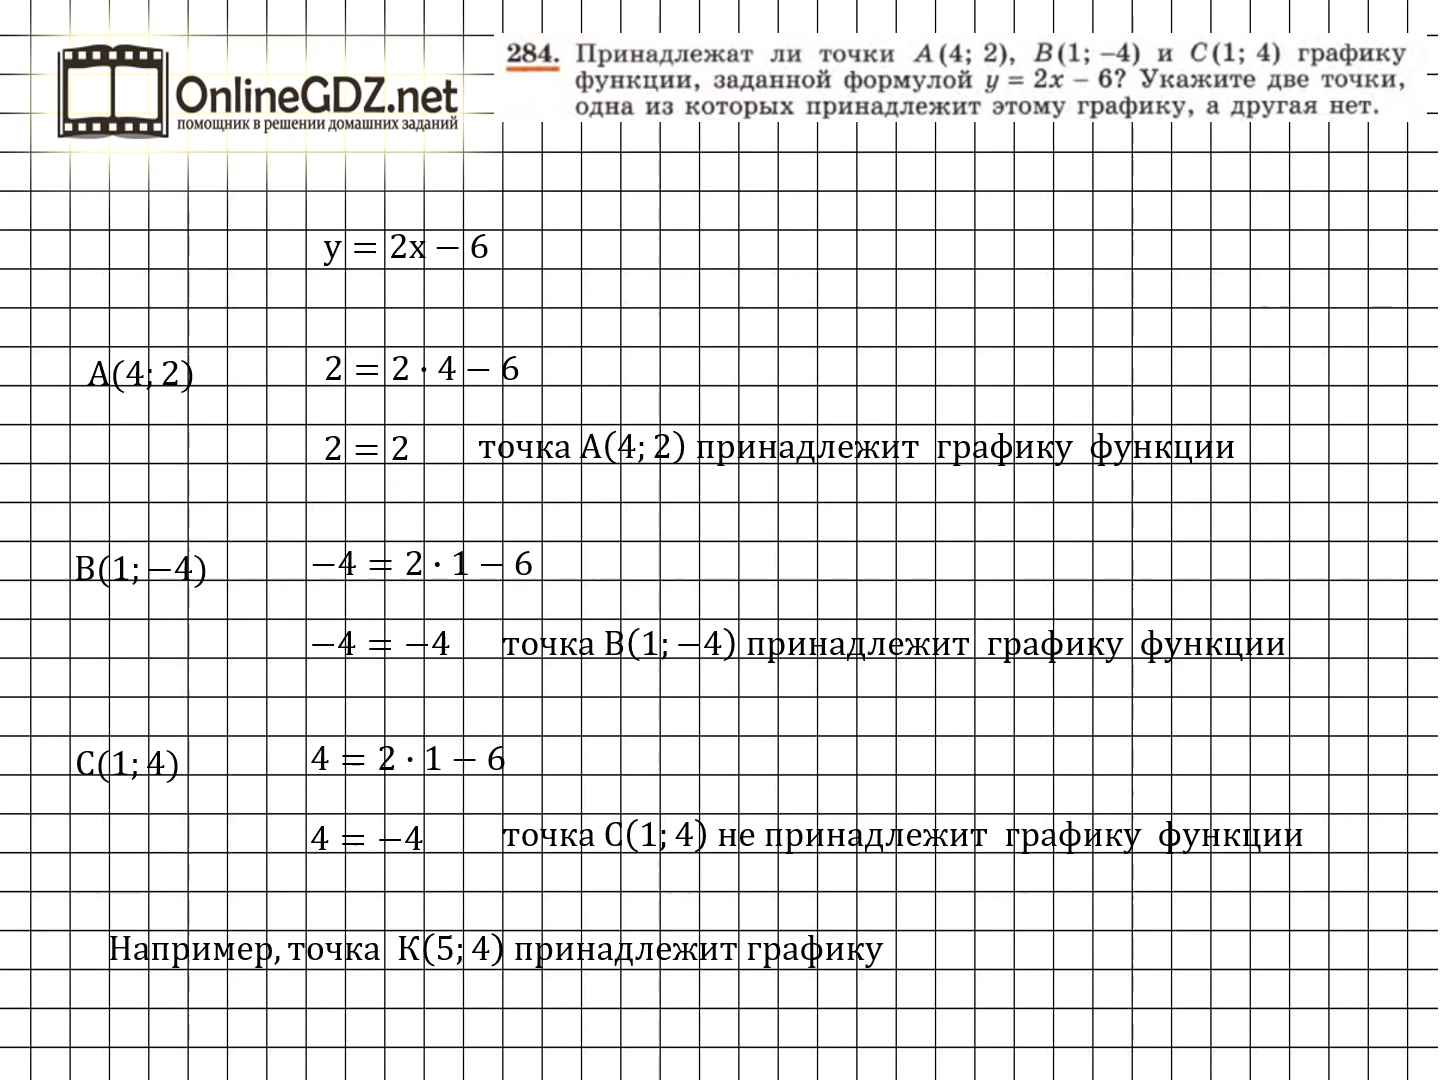 OnlineGDZ.net
помощник в решении домашних заданий
284. Принадлежат ли точки A(4; 2), B(1; –4) и C(1; 4) графику
функции, заданной формулой y = 2x – 6? Укажите две точки,
одна из которых принадлежит этому графику, а другая нет.
y = 2x − 6
A(4; 2) 2 = 2 · 4 − 6
2 = 2 точка A(4; 2) принадлежит графику функции
B(1; −4) −4 = 2 · 1 − 6
−4 = −4 точка B(1; −4) принадлежит графику функции
C(1; 4) 4 = 2 · 1 − 6
4 = −4 точка C(1; 4) не принадлежит графику функции
Например, точка К(5; 4) принадлежит графику